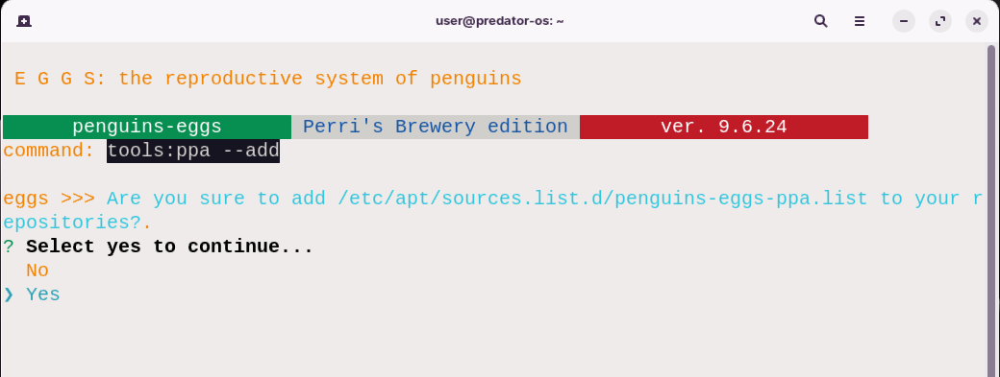 user@predator-os: ~
E G G S: the reproductive system of penguins
penguins-eggs Perri's Brewery edition ver. 9.6.24
command: tools:ppa --add
eggs >>> Are you sure to add /etc/apt/sources.list.d/penguins-eggs-ppa.list to your r
epositories?.
? Select yes to continue...
No
❯ Yes